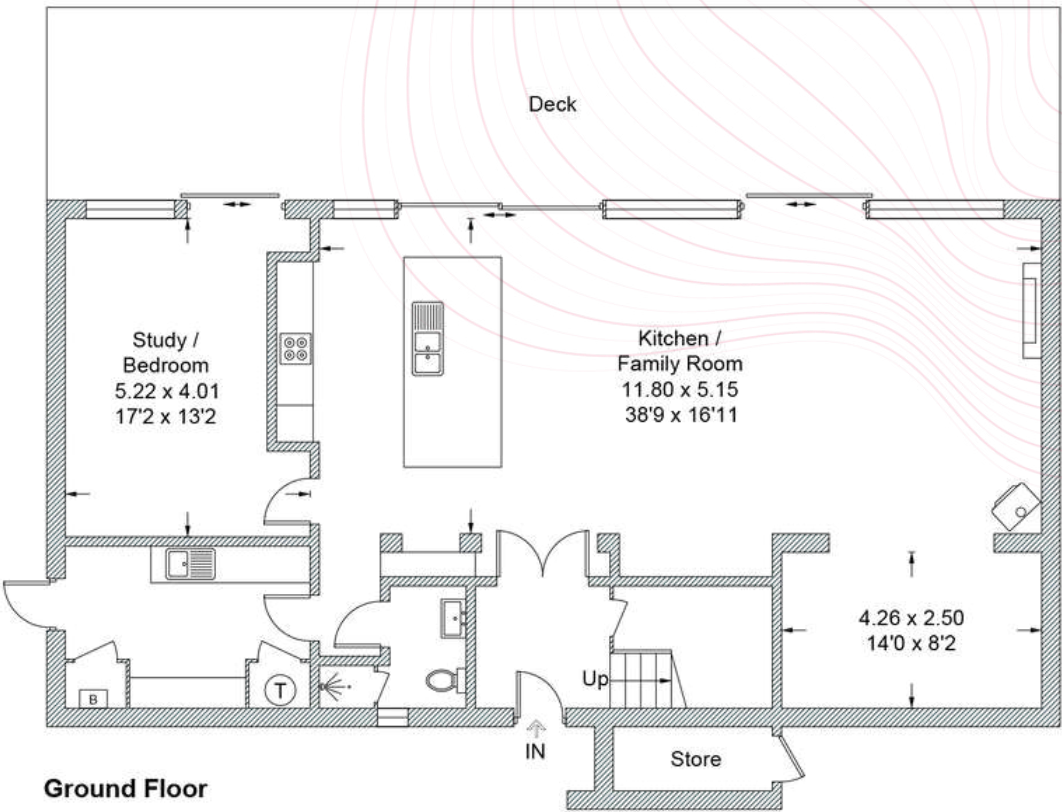 Deck
Study /
Bedroom
5.22 x 4.01
17'2 x 13'2
Kitchen /
Family Room
11.80 x 5.15
38'9 x 16'11
4.26 x 2.50
14'0 x 8'2
Up
B
T
IN
Store
Ground Floor